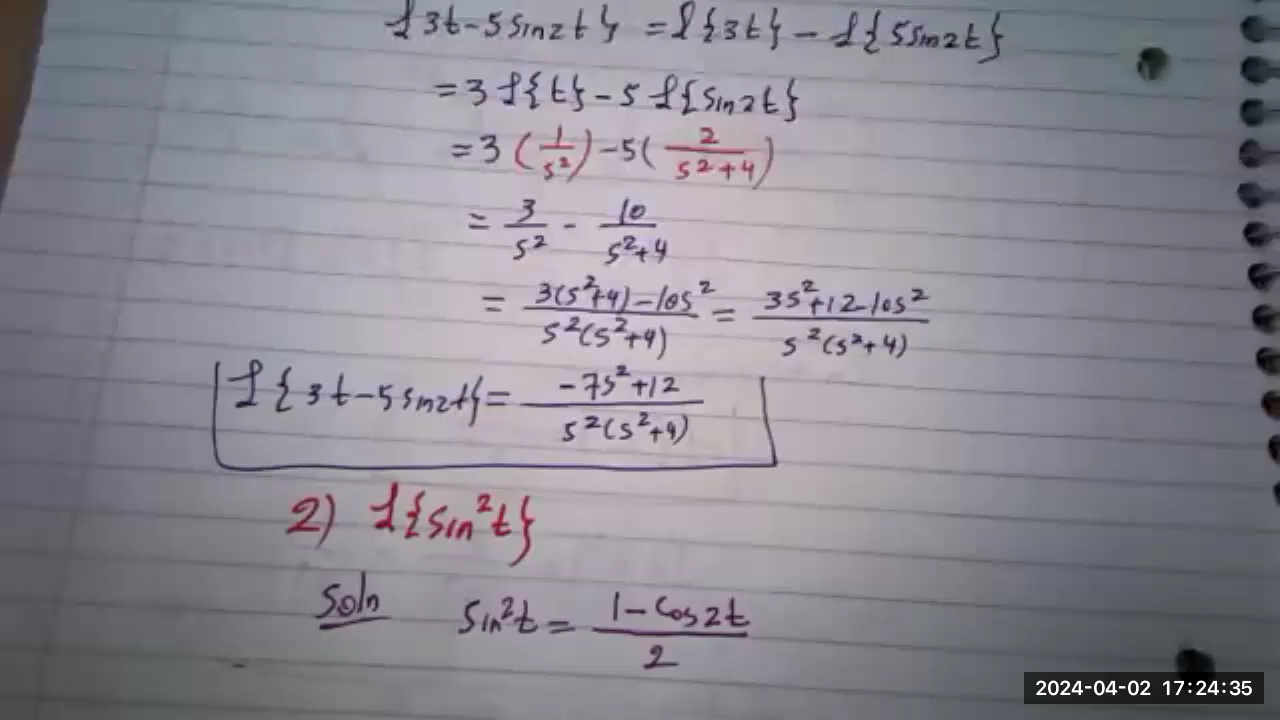 ℒ{3t-5sin2t} = ℒ{3t} - ℒ{5sin2t}
= 3ℒ{t} - 5ℒ{sin2t}
= 3(1/s²) - 5(2/(s²+4))
= 3/s² - 10/(s²+4)
= (3(s²+4)-10s²)/(s²(s²+4)) = (3s²+12-10s²)/(s²(s²+4))
ℒ{3t-5sin2t} = (-7s²+12)/(s²(s²+4))
2) ℒ{sin²t}
Soln sin²t = (1-cos2t)/2
2024-04-02 17:24:35